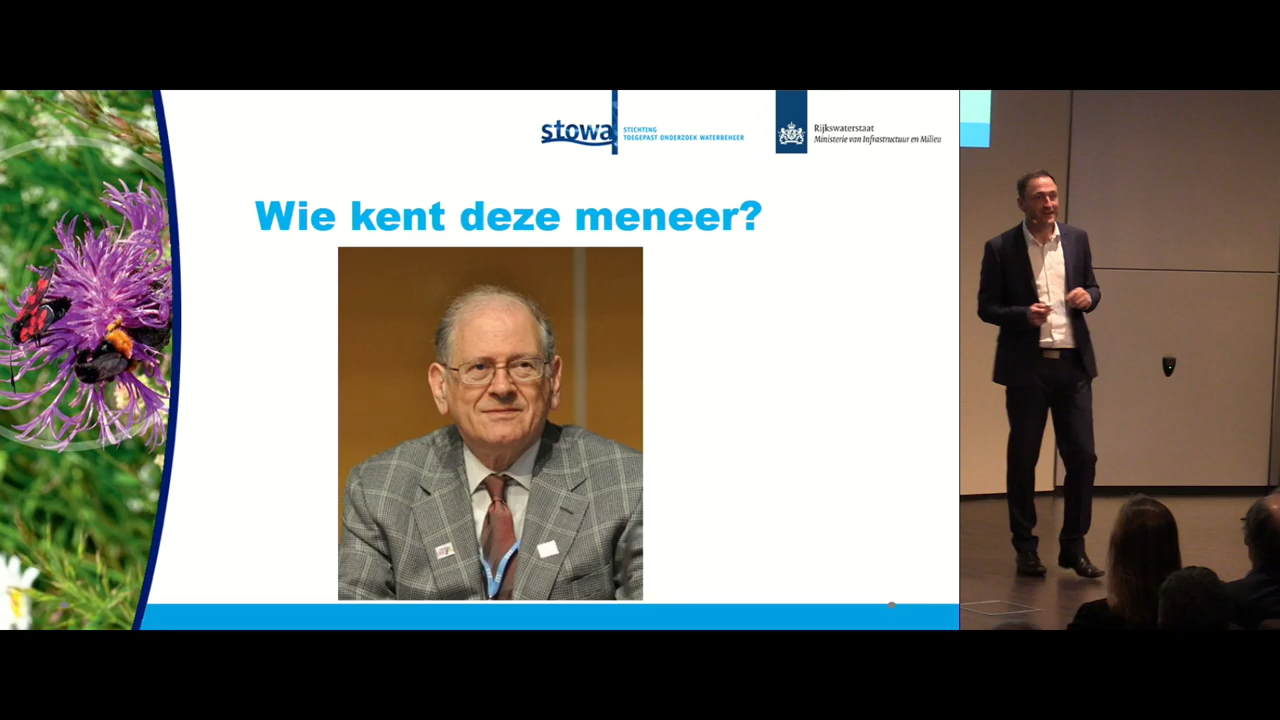 stowa
STICHTING
TOEGEPAST ONDERZOEK WATERBEHEER
Rijkswaterstaat
Ministerie van Infrastructuur en Milieu
Wie kent deze meneer?